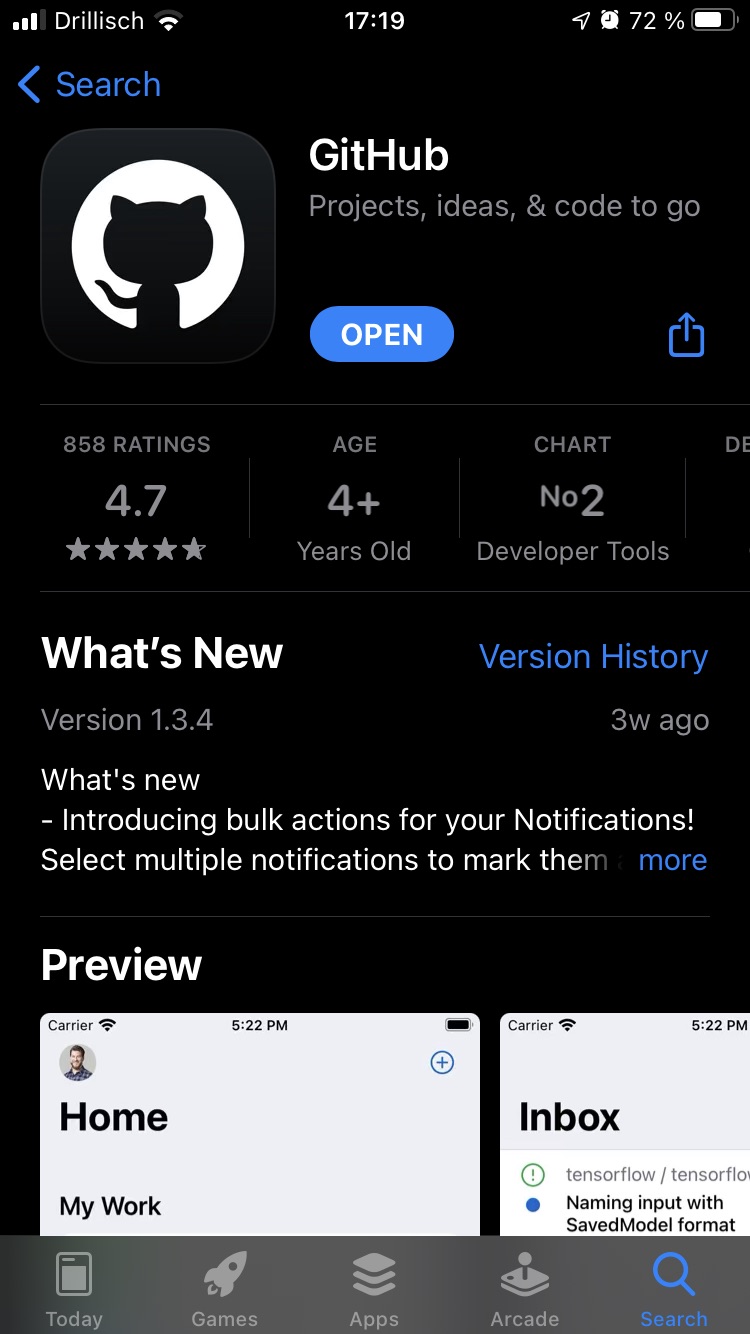 Drillisch 17:19 72 %
Search
GitHub
Projects, ideas, & code to go
OPEN
858 RATINGS
4.7
AGE
4+
Years Old
CHART
No2
Developer Tools
DE
What's New Version History
Version 1.3.4 3w ago
What's new
- Introducing bulk actions for your Notifications!
Select multiple notifications to mark them more
Preview
Carrier 5:22 PM
Home
My Work
Carrier 5:22 PM
Inbox
tensorflow / tensorflow
Naming input with
SavedModel format
Today Games Apps Arcade Search